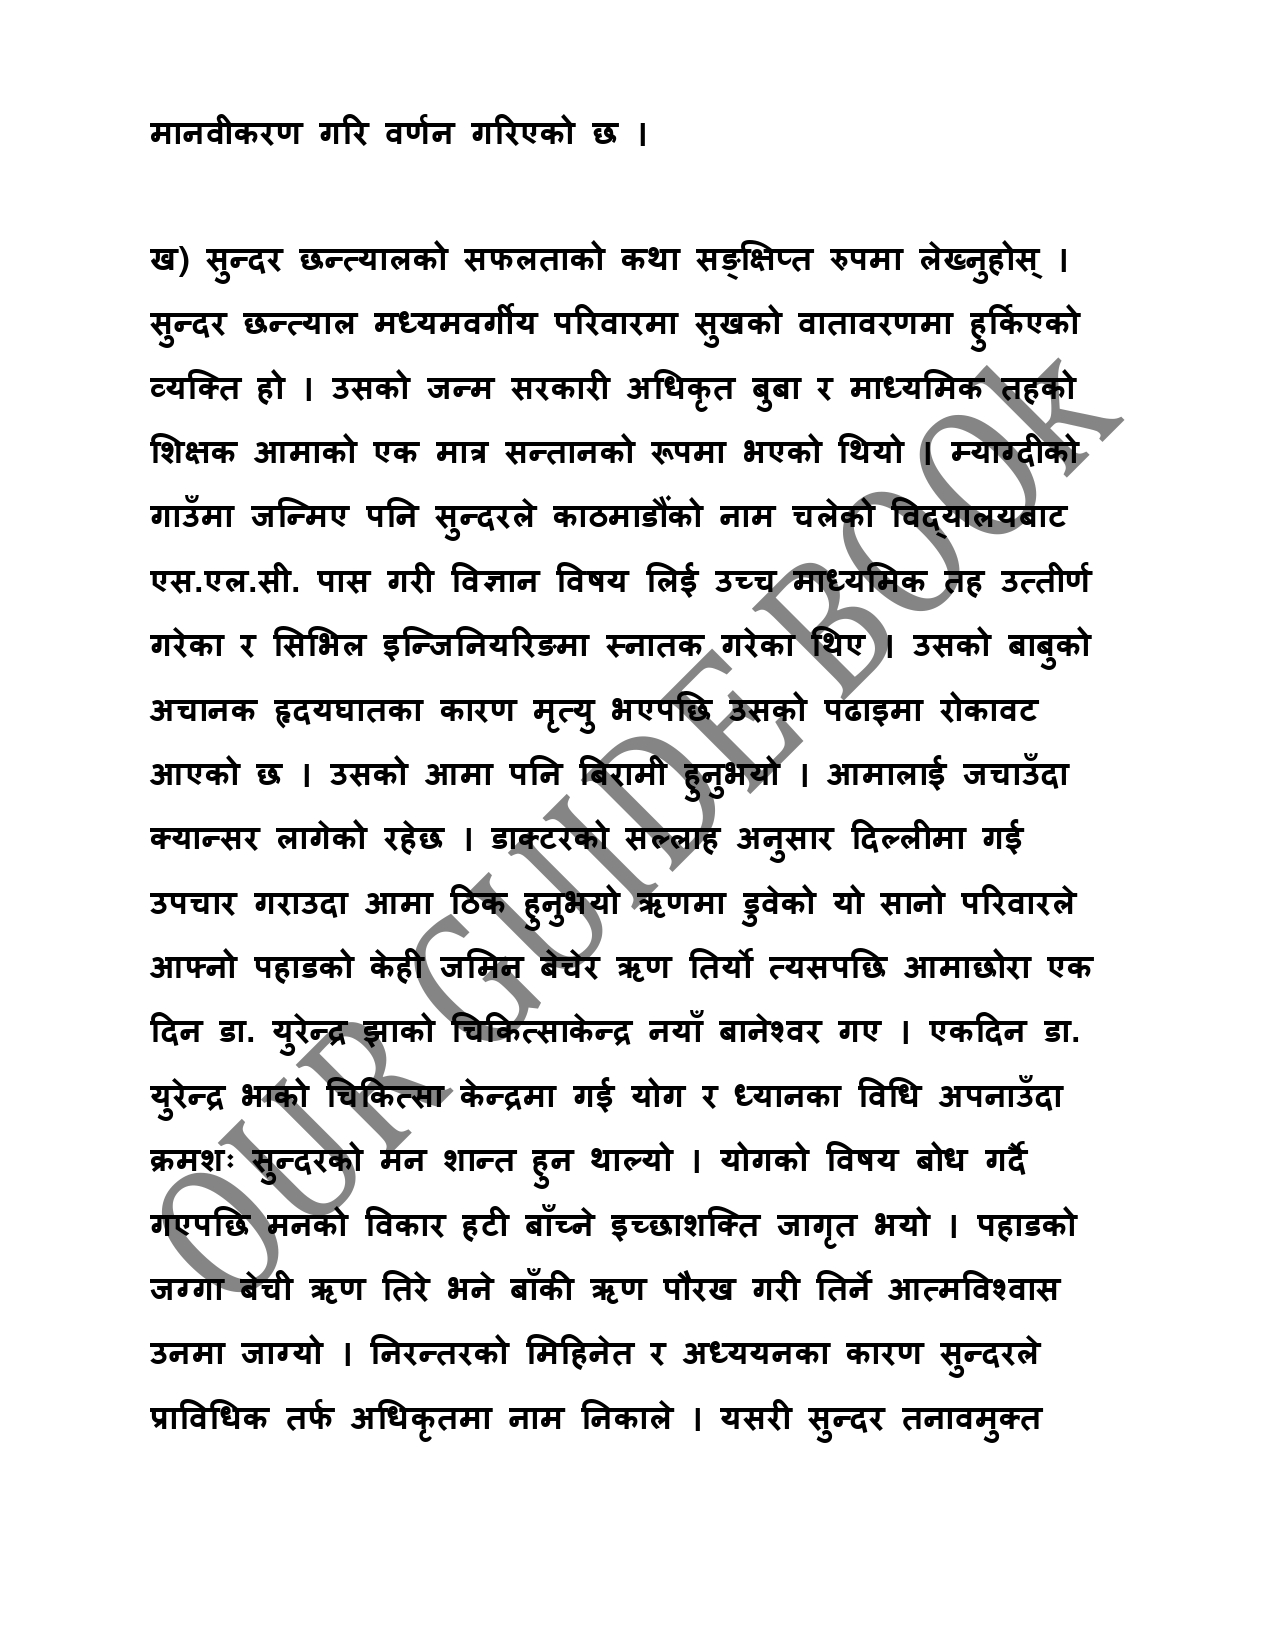 मानवीकरण गरि वर्णन गरिएको छ ।
ख) सुन्दर छन्त्यालको सफलताको कथा सङ्क्षिप्त रुपमा लेख्नुहोस् ।
सुन्दर छन्त्याल मध्यमवर्गीय परिवारमा सुखको वातावरणमा हुर्किएको
व्यक्ति हो । उसको जन्म सरकारी अधिकृत बुबा र माध्यमिक तहको
शिक्षक आमाको एक मात्र सन्तानको रूपमा भएको थियो । म्याग्दीको
गाउँमा जन्मिए पनि सुन्दरले काठमाडौंको नाम चलेको विद्यालयबाट
एस.एल.सी. पास गरी विज्ञान विषय लिई उच्च माध्यमिक तह उत्तीर्ण
गरेका र सिभिल इन्जिनियरिङमा स्नातक गरेका थिए । उसको बाबुको
अचानक हृदयघातका कारण मृत्यु भएपछि उसको पढाइमा रोकावट
आएको छ । उसको आमा पनि बिरामी हुनुभयो । आमालाई जचाउँदा
क्यान्सर लागेको रहेछ । डाक्टरको सल्लाह अनुसार दिल्लीमा गई
उपचार गराउदा आमा ठिक हुनुभयो ऋणमा डुवेको यो सानो परिवारले
आफ्नो पहाडको केही जमिन बेचेर ऋण तिर्यो त्यसपछि आमाछोरा एक
दिन डा. युरेन्द्र झाको चिकित्साकेन्द्र नयाँ बानेश्वर गए । एकदिन डा.
युरेन्द्र भाको चिकित्सा केन्द्रमा गई योग र ध्यानका विधि अपनाउँदा
क्रमशः सुन्दरको मन शान्त हुन थाल्यो । योगको विषय बोध गर्दै
गएपछि मनको विकार हटी बाँच्ने इच्छाशक्ति जागृत भयो । पहाडको
जग्गा बेची ऋण तिरे भने बाँकी ऋण पौरख गरी तिर्ने आत्मविश्वास
उनमा जाग्यो । निरन्तरको मिहिनेत र अध्ययनका कारण सुन्दरले
प्राविधिक तर्फ अधिकृतमा नाम निकाले । यसरी सुन्दर तनावमुक्त
OUR GUIDE BOOk